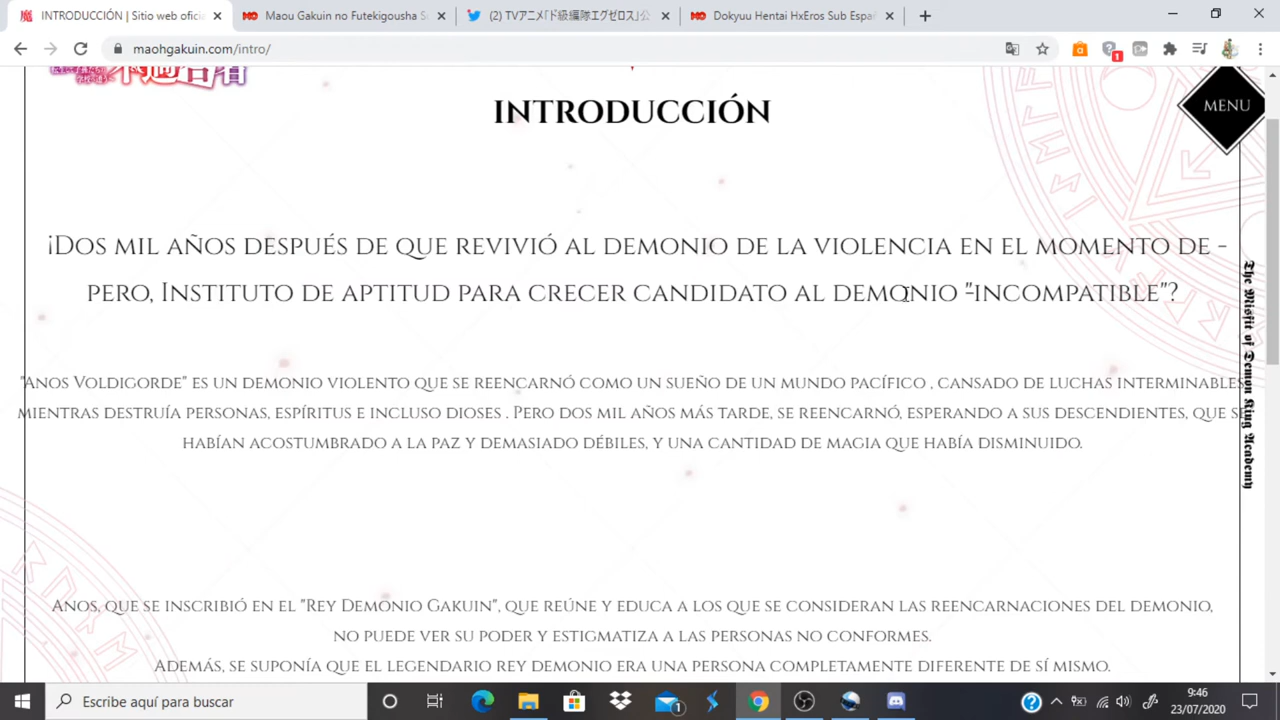 INTRODUCCIÓN | Sitio web oficia
Maou Gakuin no Futekigousha So
(2) TVアニメ『ド級編隊エグゼロス』公
Dokyuu Hentai HxEros Sub Españ
maohgakuin.com/intro/
1
MENU
INTRODUCCIÓN
¡Dos mil años después de que revivió al demonio de la violencia en el momento de -
pero, Instituto de aptitud para crecer candidato al demonio "-incompatible"?
The Misfit of Demon King Academy
"Anos Voldigorde" es un demonio violento que se reencarnó como un sueño de un mundo pacífico , cansado de luchas interminables
mientras destruía personas, espíritus e incluso dioses . Pero dos mil años más tarde, se reencarnó, esperando a sus descendientes, que se
habían acostumbrado a la paz y demasiado débiles, y una cantidad de magia que había disminuido.
Anos, que se inscribió en el "Rey Demonio Gakuin", que reúne y educa a los que se consideran las reencarnaciones del demonio,
no puede ver su poder y estigmatiza a las personas no conformes.
Además, se suponía que el legendario rey demonio era una persona completamente diferente de sí mismo.
Escribe aquí para buscar
1
9:46
23/07/2020